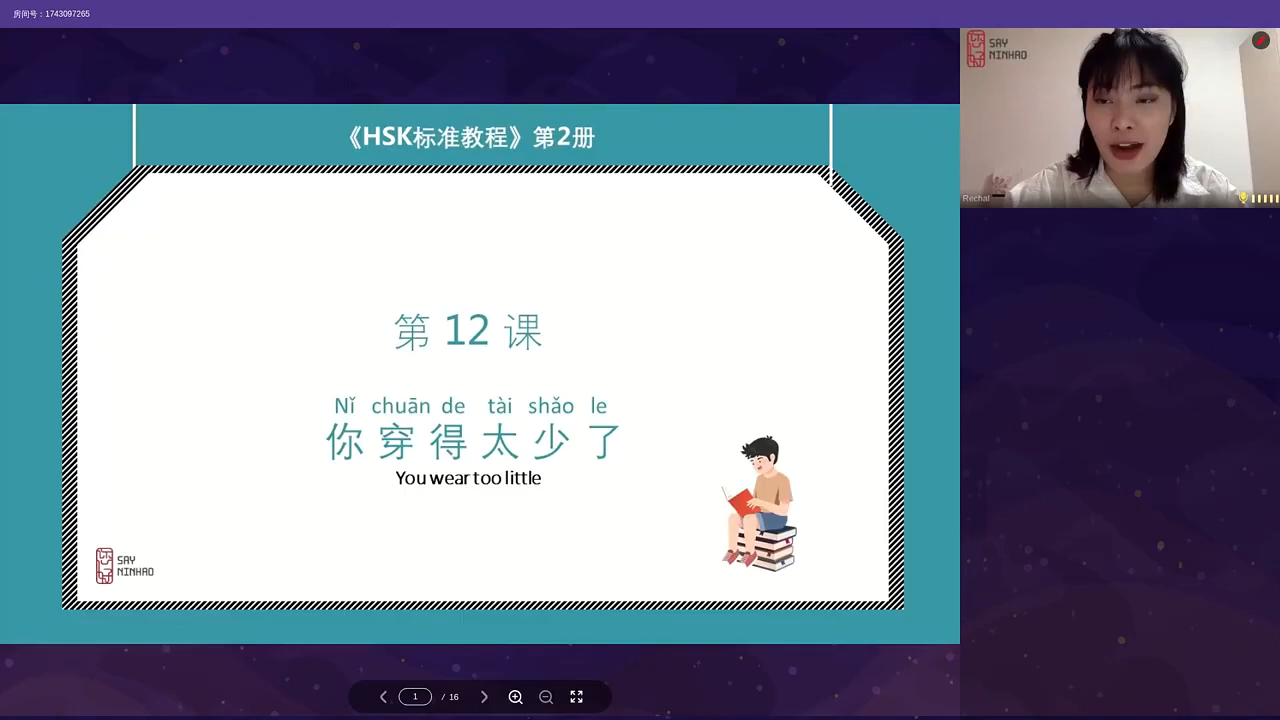 房间号：1743097265
SAY
NINHAO
《HSK标准教程》第2册
Rechal
第 12 课
Nǐ chuān de tài shǎo le
你 穿 得 太 少 了
You wear too little
SAY
NINHAO
1 / 16